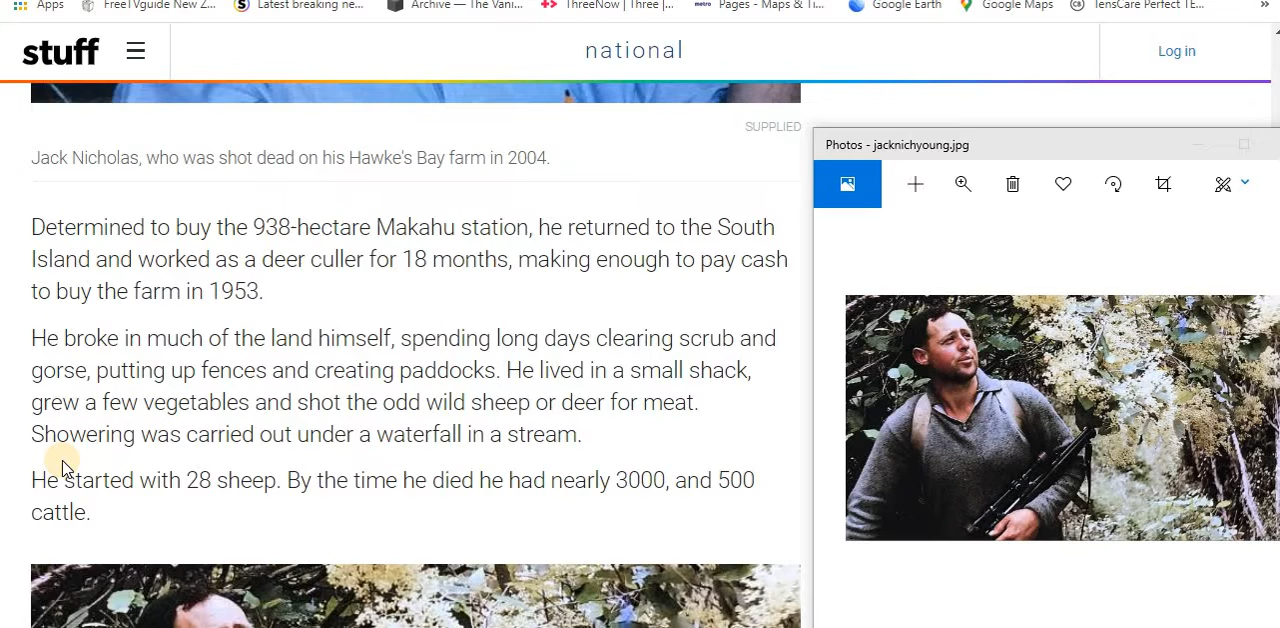 Apps
FreeTVguide New Z...
Latest breaking ne...
Archive — The Vani...
ThreeNow | Three |...
metro
Pages - Maps & Ti...
Google Earth
Google Maps
TensCare Perfect TE...
»
stuff
national
Log in
SUPPLIED
Jack Nicholas, who was shot dead on his Hawke's Bay farm in 2004.
Determined to buy the 938-hectare Makahu station, he returned to the South
Island and worked as a deer culler for 18 months, making enough to pay cash
to buy the farm in 1953.
He broke in much of the land himself, spending long days clearing scrub and
gorse, putting up fences and creating paddocks. He lived in a small shack,
grew a few vegetables and shot the odd wild sheep or deer for meat.
Showering was carried out under a waterfall in a stream.
He started with 28 sheep. By the time he died he had nearly 3000, and 500
cattle.
Photos - jacknichyoung.jpg